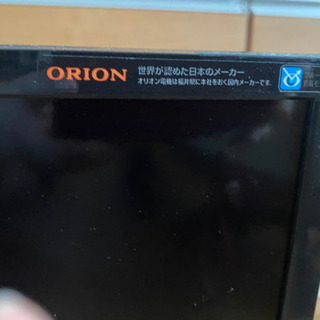 ORION
世界が認めた日本のメーカー
オリオン電機は福井県に本社をおく国内メーカーです。